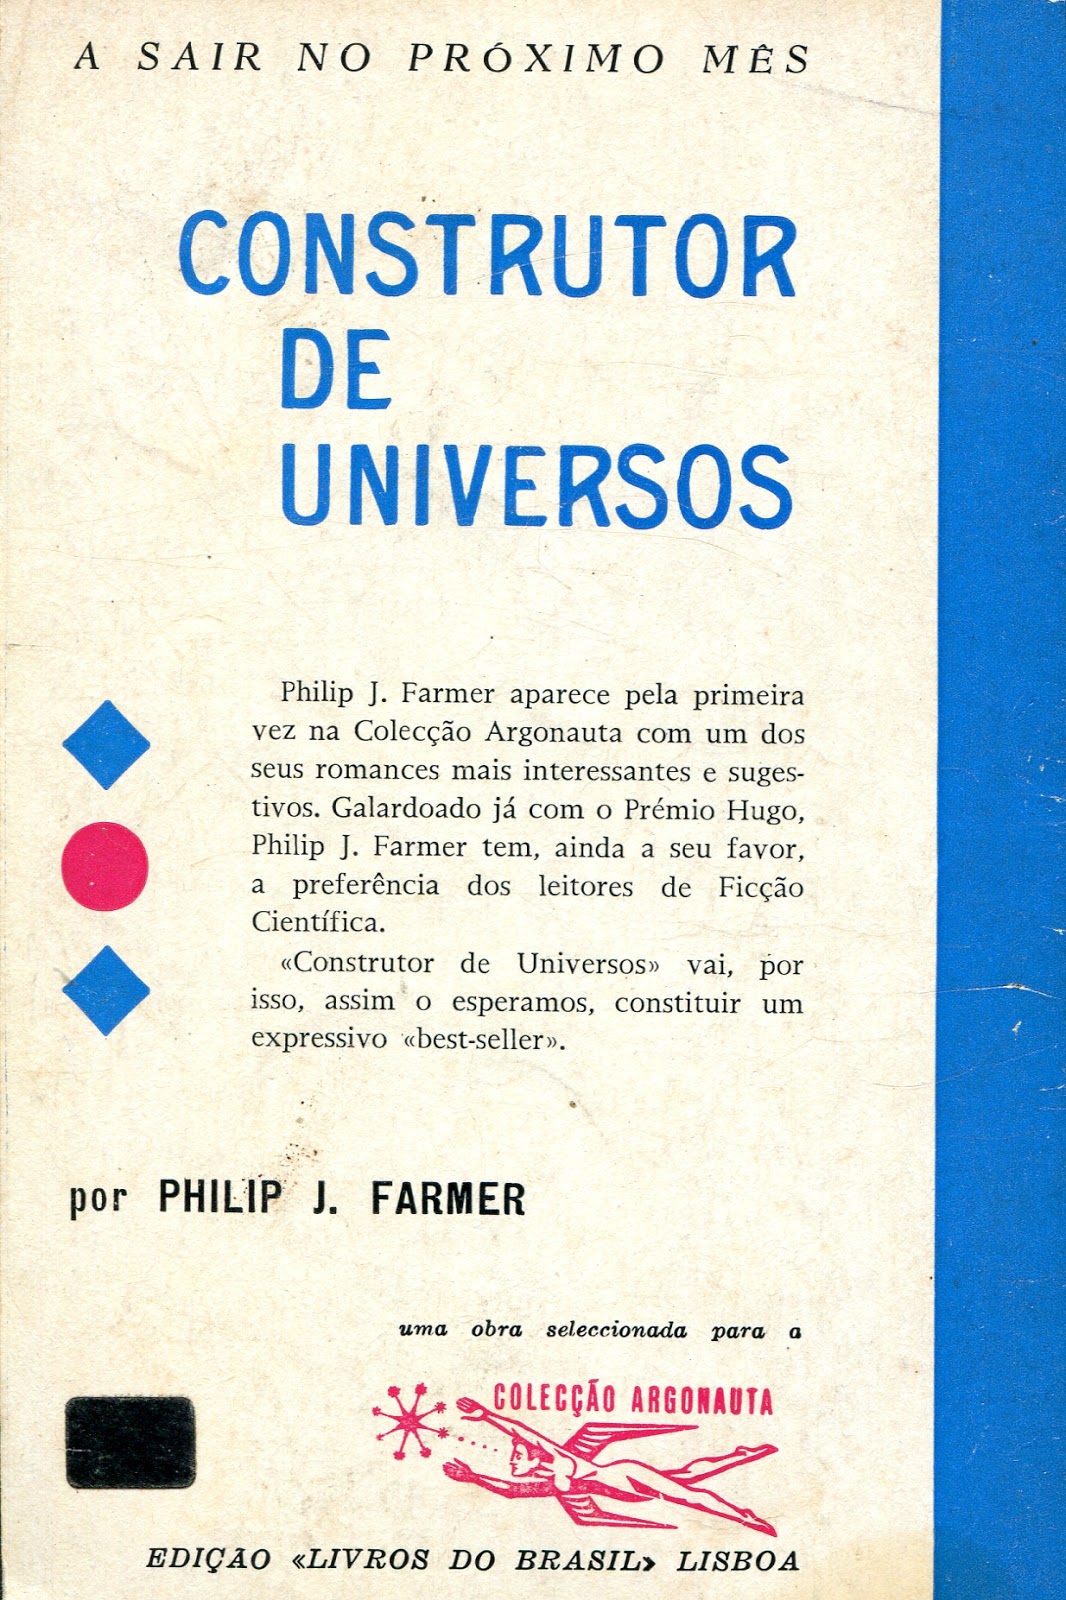 A SAIR NO PRÓXIMO MÊS
CONSTRUTOR
DE
UNIVERSOS
Philip J. Farmer aparece pela primeira
vez na Colecção Argonauta com um dos
seus romances mais interessantes e suges-
tivos. Galardoado já com o Prémio Hugo,
Philip J. Farmer tem, ainda a seu favor,
a preferência dos leitores de Ficção
Científica.
«Construtor de Universos» vai, por
isso, assim o esperamos, constituir um
expressivo «best-seller».
por PHILIP J. FARMER
uma obra seleccionada para a
COLECÇÃO ARGONAUTA
EDIÇAO «LIVROS DO BRASIL» LISBOA